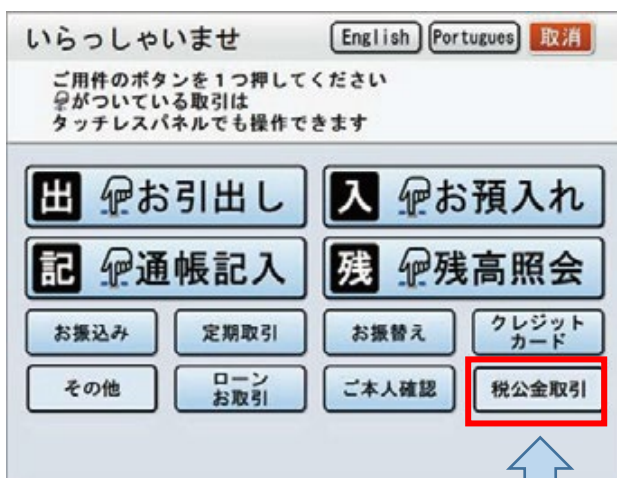 いらっしゃいませ
English
Portugues
取消
ご用件のボタンを1つ押してください
がついている取引は
タッチレスパネルでも操作できます
出 お引出し
入 お預入れ
記 通帳記入
残 残高照会
お振込み
定期取引
お振替え
クレジット
カード
その他
ローン
お取引
ご本人確認
税公金取引